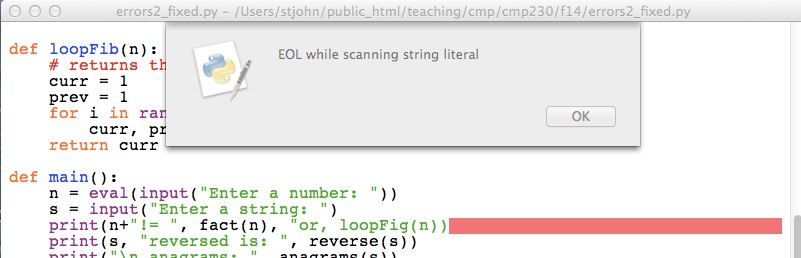 errors2_fixed.py – /Users/stjohn/public_html/teaching/cmp/cmp230/f14/errors2_fixed.py
EOL while scanning string literal
OK
def loopFib(n):
# returns th
curr = 1
prev = 1
for i in ran
curr, pr
return curr
def main():
n = eval(input("Enter a number: "))
s = input("Enter a string: ")
print(n+"!= ", fact(n), "or, loopFig(n))
print(s, "reversed is: ", reverse(s))
print("\n anagrams: ", anagrams(s))